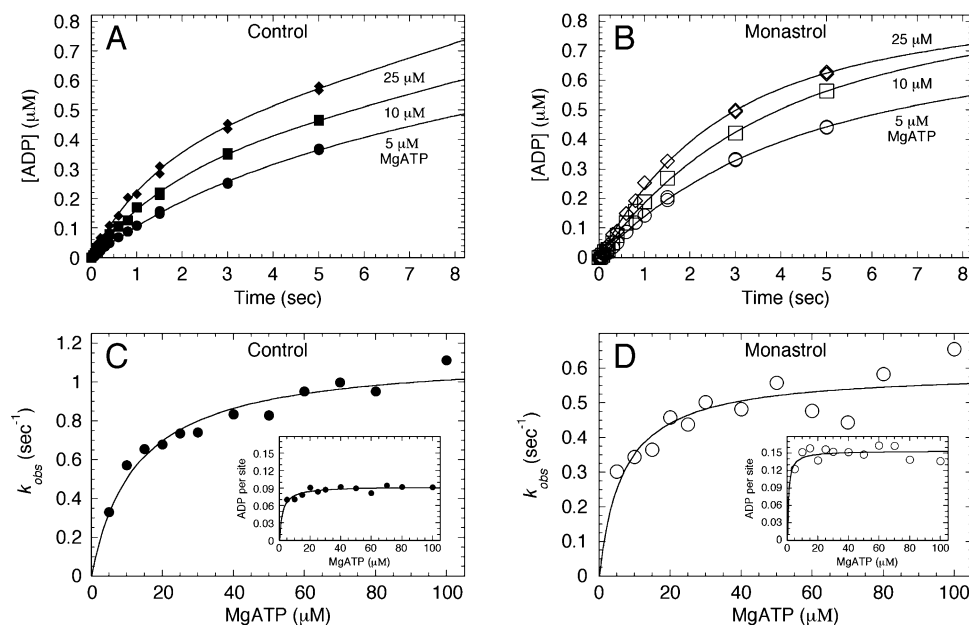 A
Control
0.8
0.7
0.6
0.5
0.4
0.3
0.2
0.1
0
[ADP] (µM)
25 µM
10 µM
5 µM
MgATP
0 1 2 3 4 5 6 7 8
Time (sec)
B
Monastrol
0.8
0.7
0.6
0.5
0.4
0.3
0.2
0.1
0
[ADP] (µM)
25 µM
10 µM
5 µM
MgATP
0 1 2 3 4 5 6 7 8
Time (sec)
C
Control
1.2
1
0.8
0.6
0.4
0.2
0
kobs (sec-1)
0.15
0.12
0.09
0.06
0.03
0
ADP per site
0 20 40 60 80 100
MgATP (µM)
0 20 40 60 80 100
MgATP (µM)
D
Monastrol
0.6
0.5
0.4
0.3
0.2
0.1
0.0
kobs (sec-1)
0.15
0.12
0.09
0.06
0.03
0
ADP per site
0 20 40 60 80 100
MgATP (µM)
0 20 40 60 80 100
MgATP (µM)